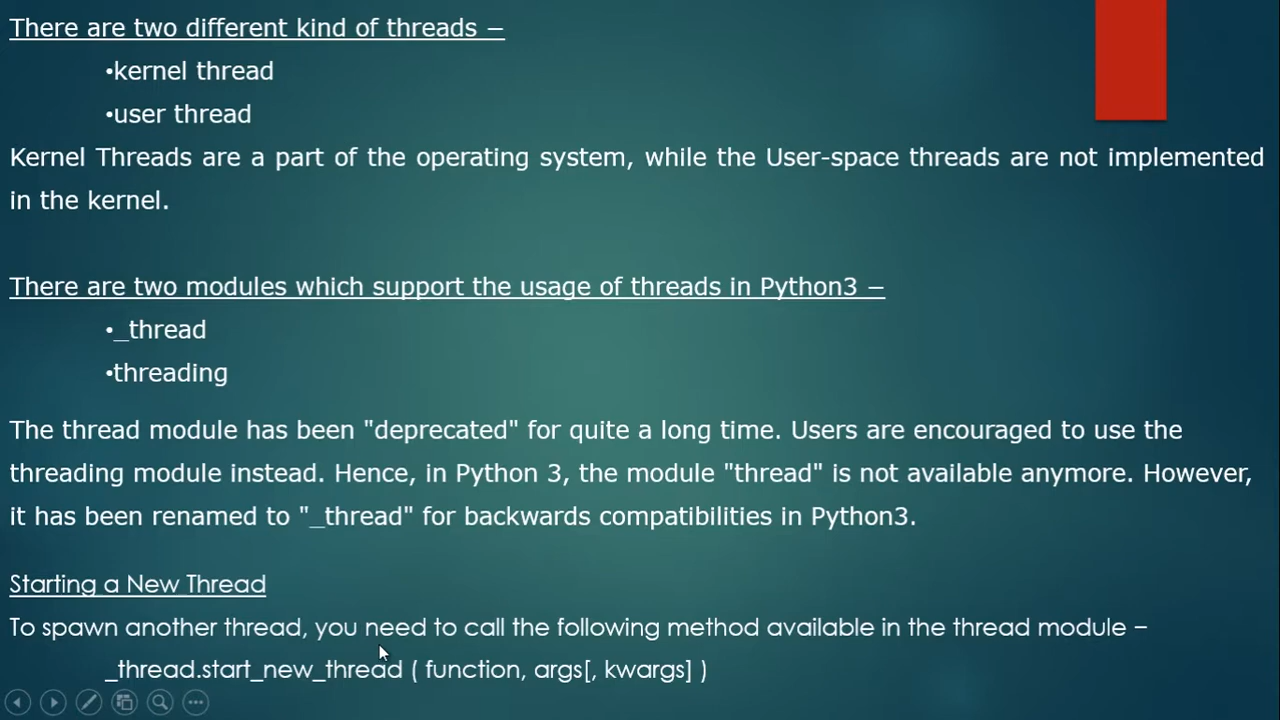 There are two different kind of threads −
•kernel thread
•user thread
Kernel Threads are a part of the operating system, while the User-space threads are not implemented
in the kernel.
There are two modules which support the usage of threads in Python3 −
•_thread
•threading
The thread module has been "deprecated" for quite a long time. Users are encouraged to use the
threading module instead. Hence, in Python 3, the module "thread" is not available anymore. However,
it has been renamed to "_thread" for backwards compatibilities in Python3.
Starting a New Thread
To spawn another thread, you need to call the following method available in the thread module −
_thread.start_new_thread ( function, args[, kwargs] )